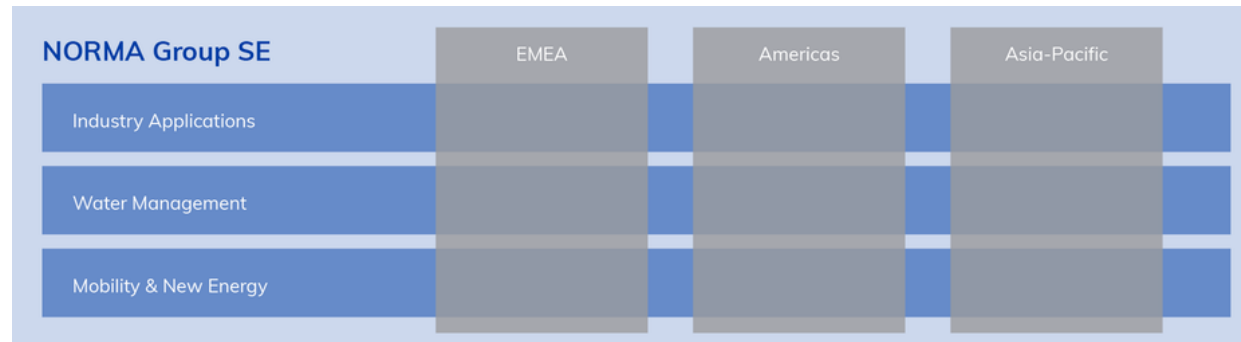 NORMA Group SE
EMEA
Americas
Asia-Pacific
Industry Applications
Water Management
Mobility & New Energy